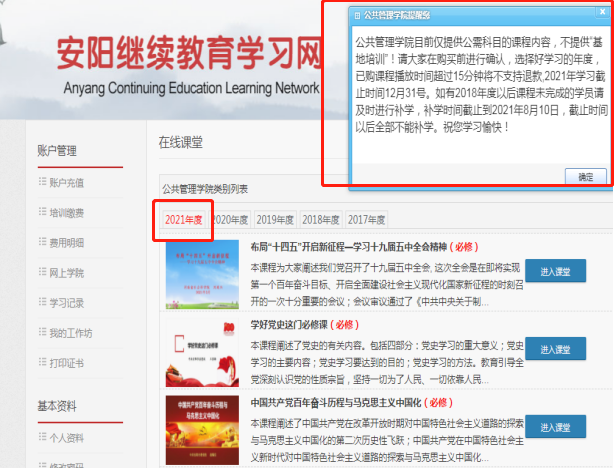 安阳继续教育学习网
Anyang Continuing Education Learning Network
公共管理学院提醒您
公共管理学院目前仅提供公需科目的课程内容，不提供“基
地培训”！请大家在购买前进行确认，选择好学习的年度，
已购课程播放时间超过15分钟将不支持退款,2021年学习截
止时间12月31号。如有2018年度以后课程未完成的学员请
及时进行补学，补学时间截止到2021年8月10日，截止时间
以后全部不能补学。祝您学习愉快！
确定
账户管理
账户充值
培训缴费
费用明细
网上学院
学习记录
我的工作坊
打印证书
基本资料
个人资料
修改密码
在线课堂
公共管理学院类别列表
2021年度 2020年度 2019年度 2018年度 2017年度
布局“十四五”开启新征程—学习十九届五中全会精神 ( 必修 )
本课程为大家阐述我们党召开了十九届五中全会, 这次全会是在即将实现
第一个百年奋斗目标、开启全面建设社会主义现代化国家新征程的时刻召
开的一次十分重要的会议；会议审议通过了《中共中央关于制...
进入课堂
学好党史这门必修课 ( 必修 )
本课程阐述了党史的有关内容。包括四部分：党史学习的重大意义；党史
学习的主要内容；党史学习要达到的目的；党史学习的方法。教育引导全
党深刻认识党的性质宗旨，坚持一切为了人民、一切依靠人民...
进入课堂
学好党史这门必修课
中国共产党百年奋斗历程与马克思主义中国化 ( 必修 )
本课程阐述了中国共产党在改革开放时期对中国特色社会主义道路的探索
与马克思主义中国化的第二次历史性飞跃；中国共产党在中国特色社会主
义新时代对中国特色社会主义道路的探索与马克思主义中国化...
进入课堂
中国共产党百年奋斗历程与
马克思主义中国化